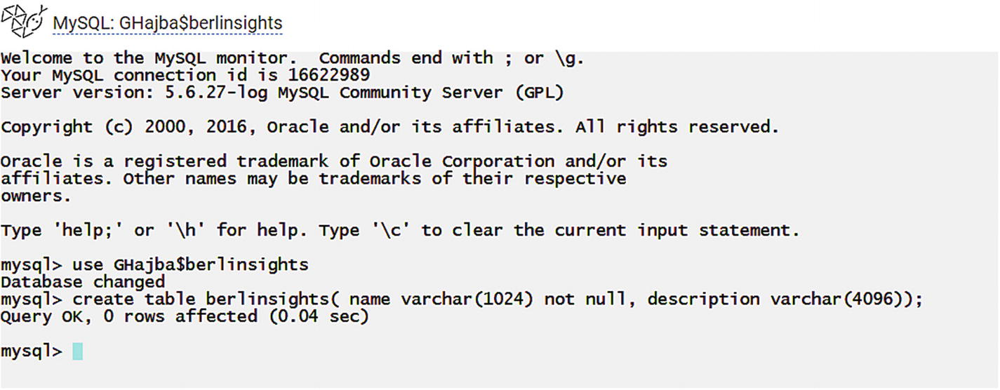 MySQL: GHajba$berlinsights
Welcome to the MySQL monitor.  Commands end with ; or \g.
Your MySQL connection id is 16622989
Server version: 5.6.27-log MySQL Community Server (GPL)
Copyright (c) 2000, 2016, Oracle and/or its affiliates. All rights reserved.
Oracle is a registered trademark of Oracle Corporation and/or its
affiliates. Other names may be trademarks of their respective
owners.
Type 'help;' or '\h' for help. Type '\c' to clear the current input statement.
mysql> use GHajba$berlinsights
Database changed
mysql> create table berlinsights( name varchar(1024) not null, description varchar(4096));
Query OK, 0 rows affected (0.04 sec)
mysql>